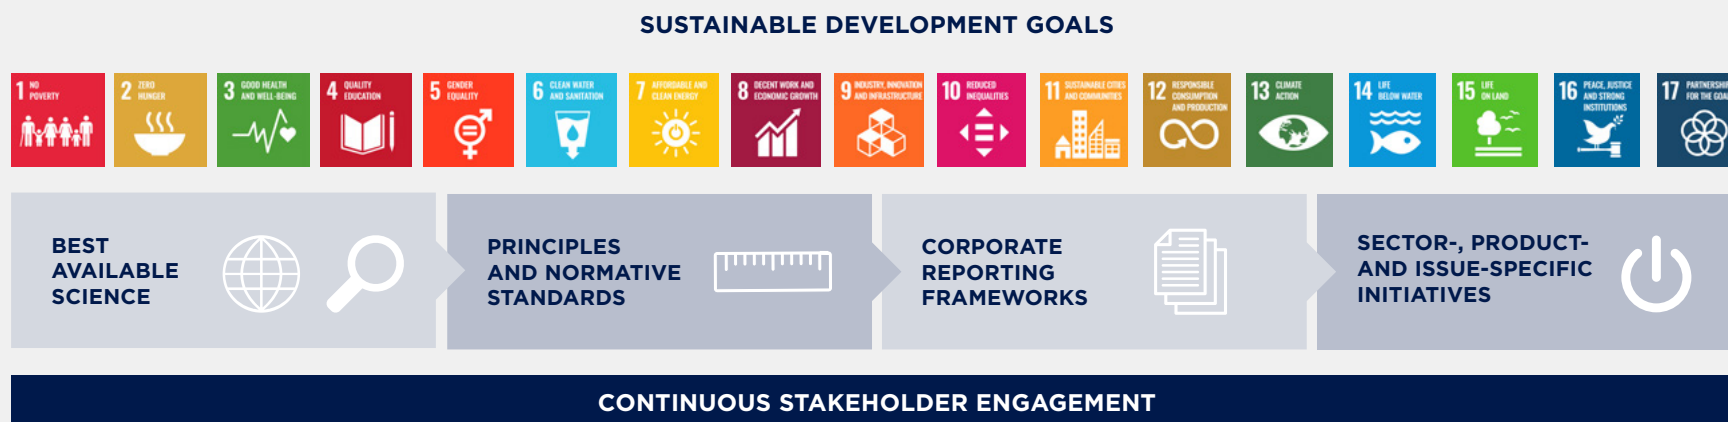 SUSTAINABLE DEVELOPMENT GOALS
1 NO
POVERTY
2 ZERO
HUNGER
3 GOOD HEALTH
AND WELL-BEING
4 QUALITY
EDUCATION
5 GENDER
EQUALITY
6 CLEAN WATER
AND SANITATION
7 AFFORDABLE AND
CLEAN ENERGY
8 DECENT WORK AND
ECONOMIC GROWTH
9 INDUSTRY, INNOVATION
AND INFRASTRUCTURE
10 REDUCED
INEQUALITIES
11 SUSTAINABLE CITIES
AND COMMUNITIES
12 RESPONSIBLE
CONSUMPTION
AND PRODUCTION
13 CLIMATE
ACTION
14 LIFE
BELOW WATER
15 LIFE
ON LAND
16 PEACE, JUSTICE
AND STRONG
INSTITUTIONS
17 PARTNERSHIP
FOR THE GOA
BEST
AVAILABLE
SCIENCE
PRINCIPLES
AND NORMATIVE
STANDARDS
CORPORATE
REPORTING
FRAMEWORKS
SECTOR-, PRODUCT-
AND ISSUE-SPECIFIC
INITIATIVES
CONTINUOUS STAKEHOLDER ENGAGEMENT